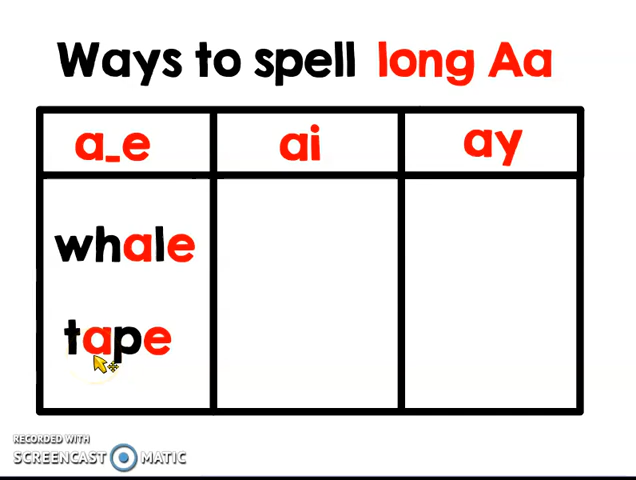 Ways to spell long Aa
a_e ai ay
whale
tape
RECORDED WITH
SCREENCAST MATIC